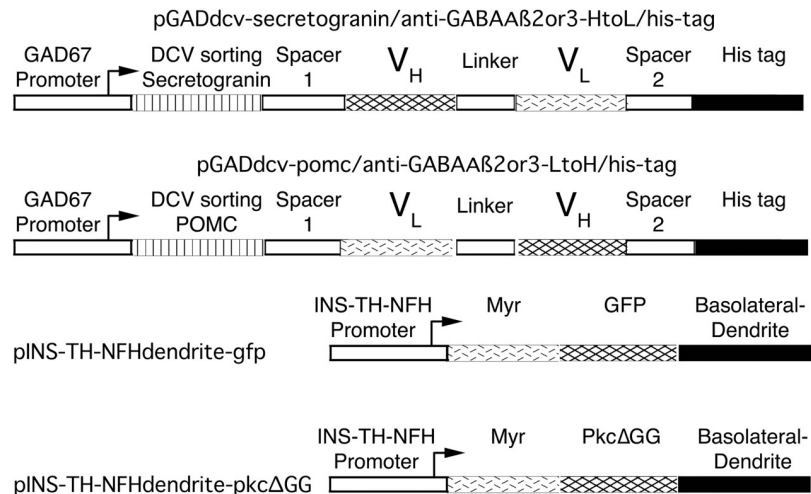 pGADdcv-secretogranin/anti-GABAAß2or3-HtoL/his-tag
GAD67 Promoter
DCV sorting Secretogranin
Spacer 1
VH
Linker
VL
Spacer 2
His tag
pGADdcv-pomc/anti-GABAAß2or3-LtoH/his-tag
GAD67 Promoter
DCV sorting POMC
Spacer 1
VL
Linker
VH
Spacer 2
His tag
INS-TH-NFH Promoter
Myr
GFP
Basolateral-Dendrite
pINS-TH-NFHdendrite-gfp
INS-TH-NFH Promoter
Myr
PkcΔGG
Basolateral-Dendrite
pINS-TH-NFHdendrite-pkcΔGG